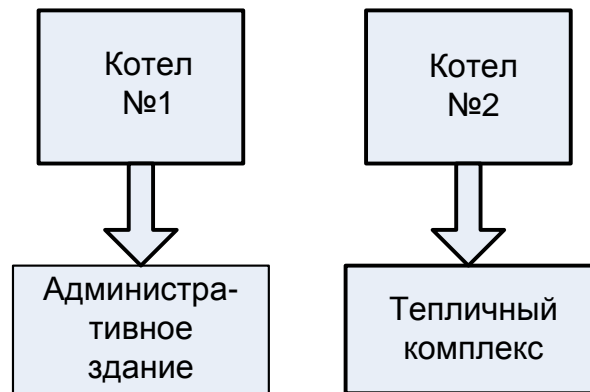 Котел
№1
Котел
№2
Администра-
тивное
здание
Тепличный
комплекс